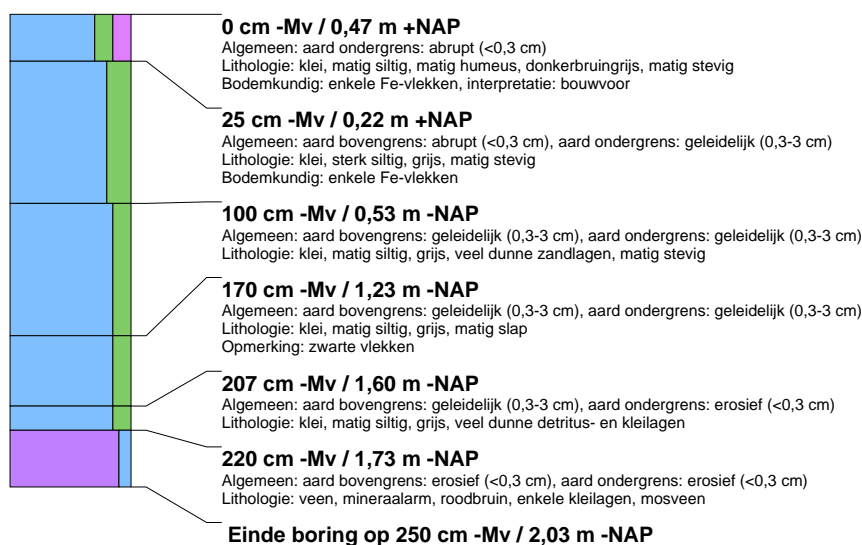 0 cm -Mv / 0,47 m +NAP
Algemeen: aard ondergrens: abrupt (<0,3 cm)
Lithologie: klei, matig siltig, matig humeus, donkerbruingrijs, matig stevig
Bodemkundig: enkele Fe-vlekken, interpretatie: bouwvoor
25 cm -Mv / 0,22 m +NAP
Algemeen: aard bovengrens: abrupt (<0,3 cm), aard ondergrens: geleidelijk (0,3-3 cm)
Lithologie: klei, sterk siltig, grijs, matig stevig
Bodemkundig: enkele Fe-vlekken
100 cm -Mv / 0,53 m -NAP
Algemeen: aard bovengrens: geleidelijk (0,3-3 cm), aard ondergrens: geleidelijk (0,3-3 cm)
Lithologie: klei, matig siltig, grijs, veel dunne zandlagen, matig stevig
170 cm -Mv / 1,23 m -NAP
Algemeen: aard bovengrens: geleidelijk (0,3-3 cm), aard ondergrens: geleidelijk (0,3-3 cm)
Lithologie: klei, matig siltig, grijs, matig slap
Opmerking: zwarte vlekken
207 cm -Mv / 1,60 m -NAP
Algemeen: aard bovengrens: geleidelijk (0,3-3 cm), aard ondergrens: erosief (<0,3 cm)
Lithologie: klei, matig siltig, grijs, veel dunne detritus- en kleilagen
220 cm -Mv / 1,73 m -NAP
Algemeen: aard bovengrens: erosief (<0,3 cm), aard ondergrens: erosief (<0,3 cm)
Lithologie: veen, mineraalarm, roodbruin, enkele kleilagen, mosveen
Einde boring op 250 cm -Mv / 2,03 m -NAP